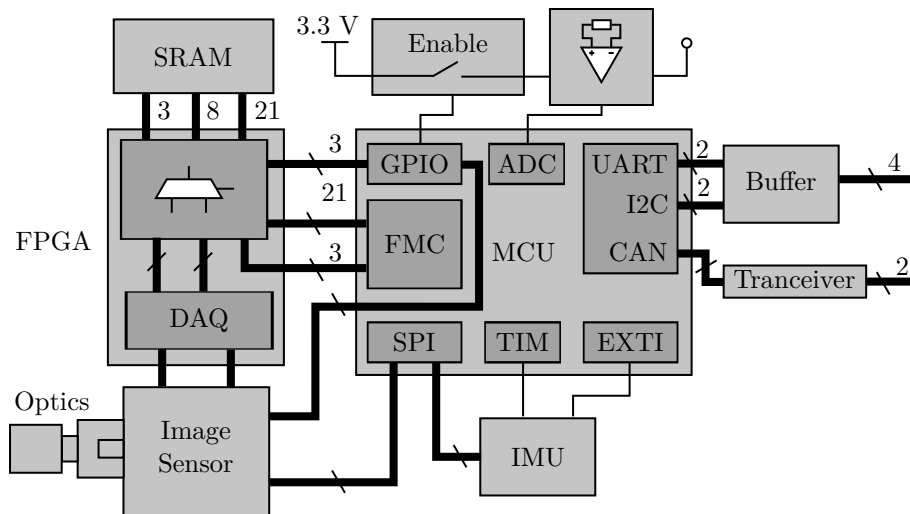 3.3 V
Enable
+ -
SRAM
3 8 21
3
GPIO
ADC
UART
2
Buffer
4
21
I2C
2
FPGA
FMC
MCU
3
CAN
Tranceiver
2
DAQ
SPI
TIM
EXTI
Optics
Image
Sensor
IMU